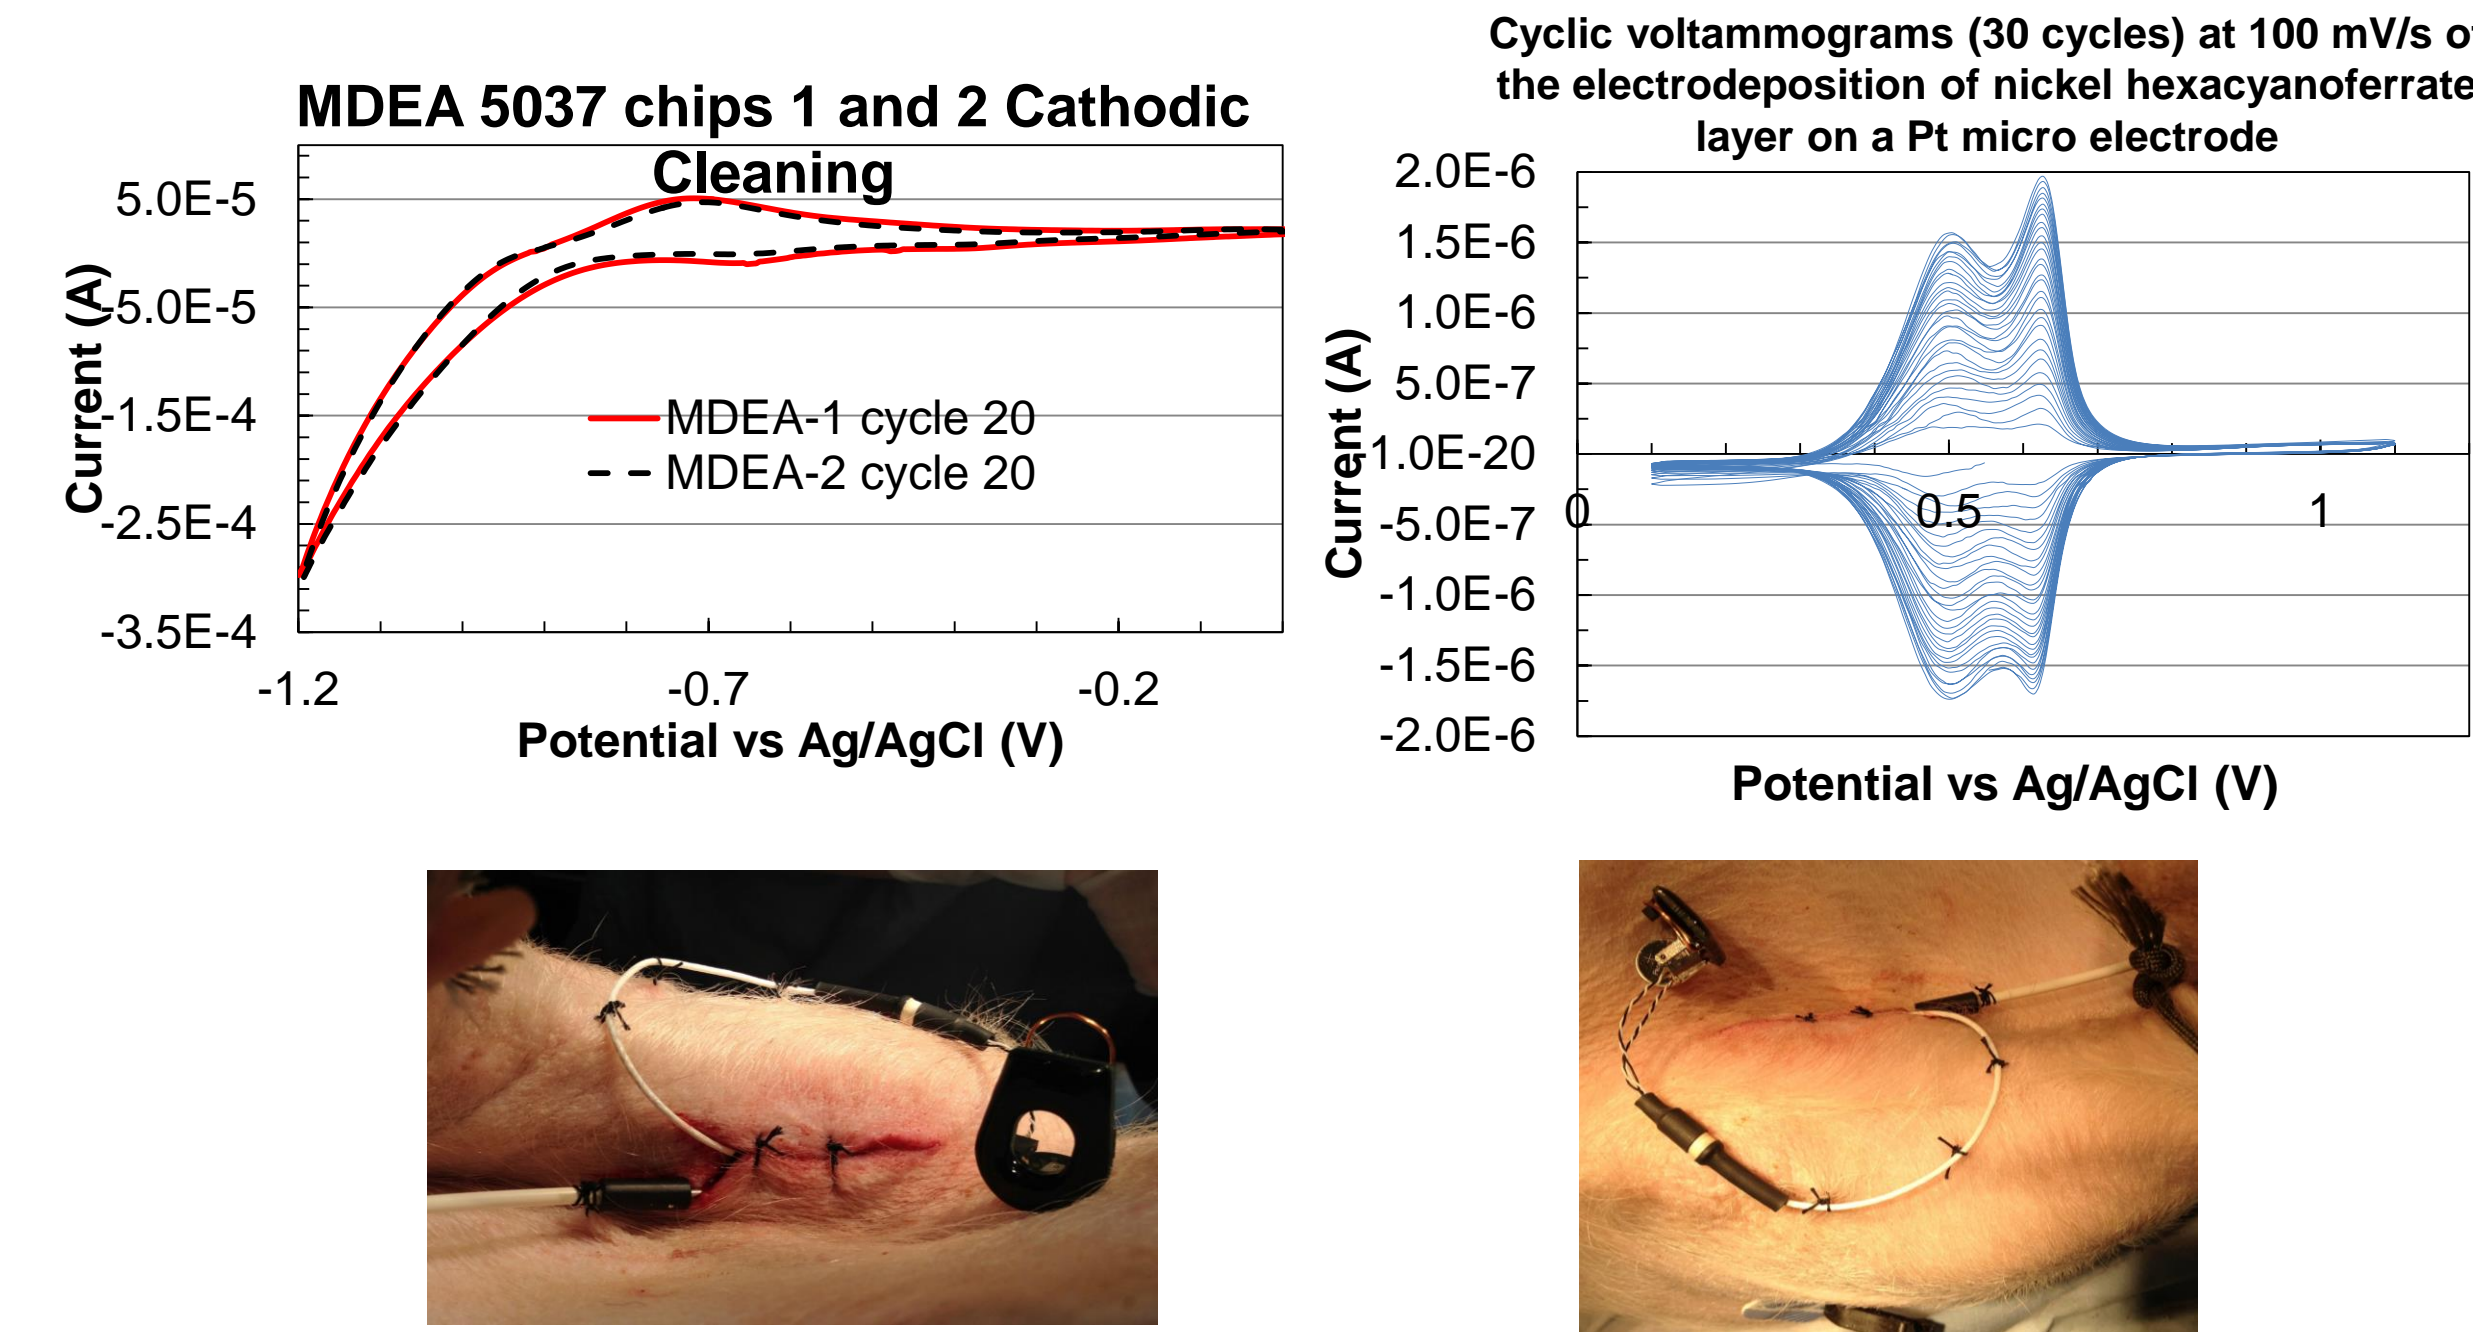 MDEA 5037 chips 1 and 2 Cathodic
Cleaning
5.0E-5
-5.0E-5
-1.5E-4
-2.5E-4
-3.5E-4
Current (A)
MDEA-1 cycle 20
MDEA-2 cycle 20
-1.2
-0.7
-0.2
Potential vs Ag/AgCl (V)
Cyclic voltammograms (30 cycles) at 100 mV/s of
the electrodeposition of nickel hexacyanoferrate
layer on a Pt micro electrode
2.0E-6
1.5E-6
1.0E-6
5.0E-7
-1.0E-20
-5.0E-7
-1.0E-6
-1.5E-6
-2.0E-6
Current (A)
0
0.5
1
Potential vs Ag/AgCl (V)